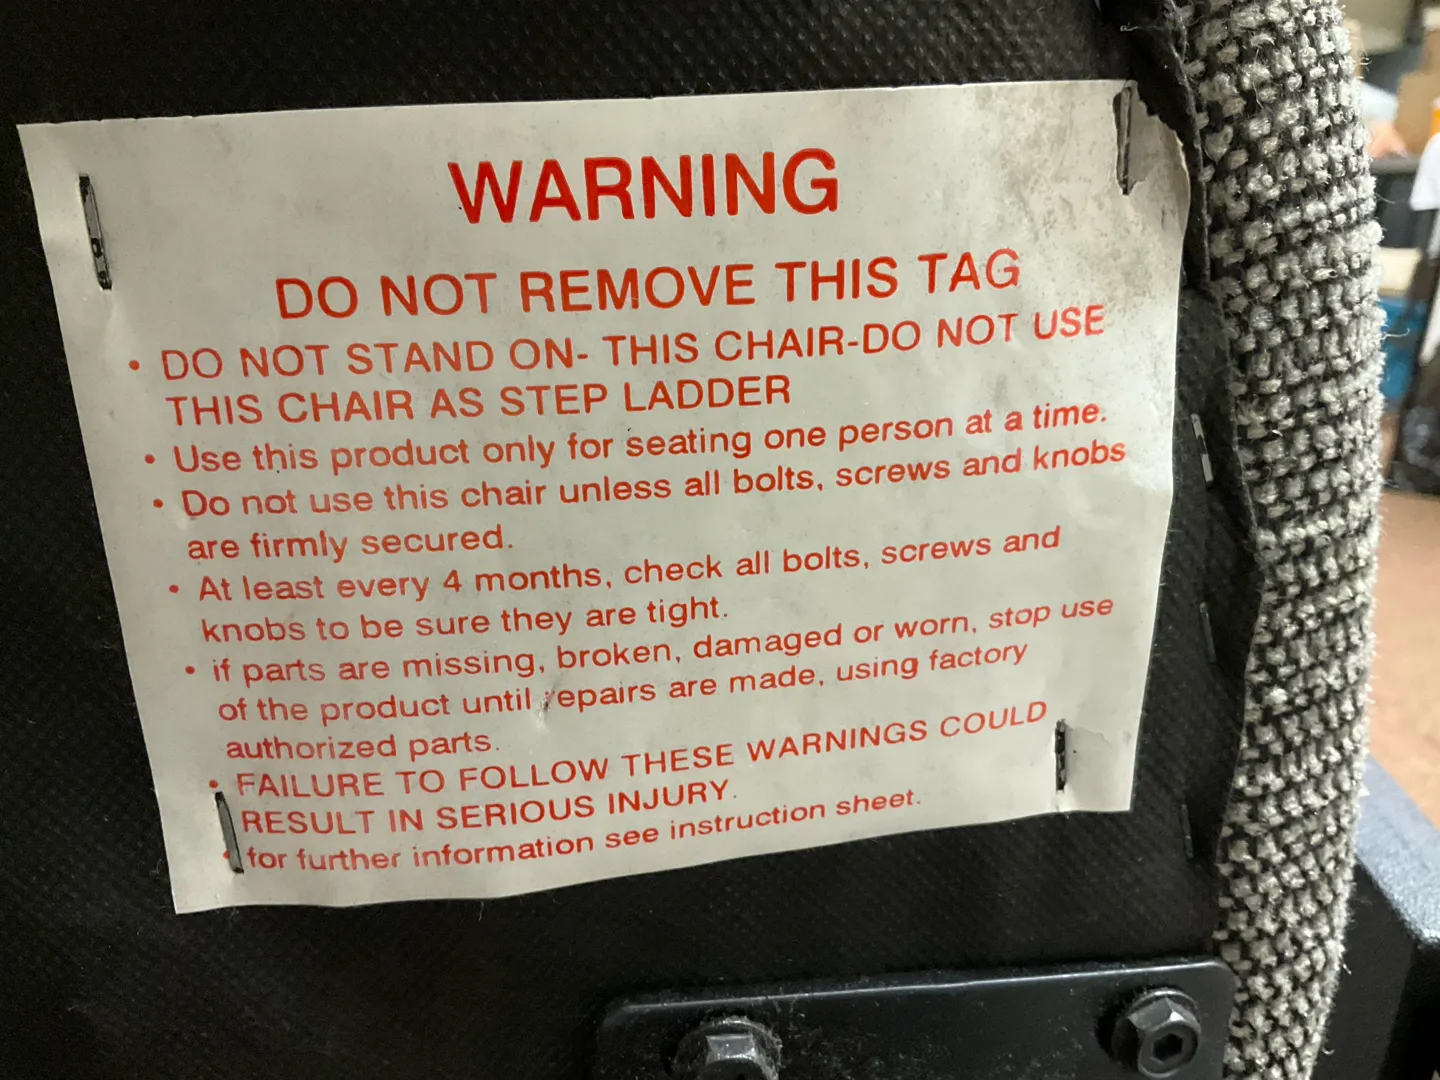 WARNING
DO NOT REMOVE THIS TAG
• DO NOT STAND ON- THIS CHAIR-DO NOT USE
THIS CHAIR AS STEP LADDER
• Use this product only for seating one person at a time.
• Do not use this chair unless all bolts, screws and knobs
are firmly secured.
• At least every 4 months, check all bolts, screws and
knobs to be sure they are tight.
• if parts are missing, broken, damaged or worn, stop use
of the product until repairs are made, using factory
authorized parts.
• FAILURE TO FOLLOW THESE WARNINGS COULD
RESULT IN SERIOUS INJURY.
• for further information see instruction sheet.